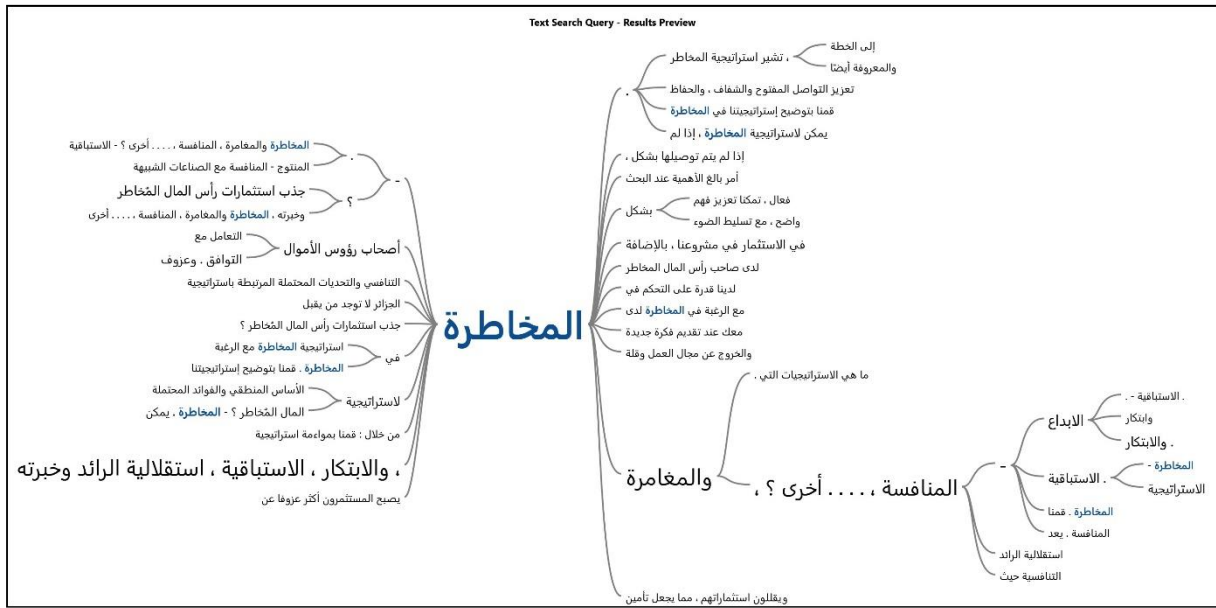 Text Search Query - Results Preview
إلى الخطة
، تشير استراتيجية المخاطر
والمعروفة أيضًا
.
تعزيز التواصل المفتوح والشفاف ، والحفاظ
قمنا بتوضيح إستراتيجيتنا في المخاطرة
يمكن لاستراتيجية المخاطرة ، إذا لم
إذا لم يتم توصيلها بشكل ،
أمر بالغ الأهمية عند البحث
فعال ، تمكنا تعزيز فهم
بشكل
واضح ، مع تسليط الضوء
في الاستثمار في مشروعنا ، بالإضافة
لدى صاحب رأس المال المخاطر
لدينا قدرة على التحكم في
مع الرغبة في المخاطرة لدى
معك عند تقديم فكرة جديدة
والخروج عن مجال العمل وقلة
ما هي الاستراتيجيات التي .
والمغامرة
المنافسة ، . . . . أخرى ؟ ،
-
. الاستباقية - .
الابداع
وابتكار
. والابتكار
المخاطرة -
. الاستباقية
الاستراتيجية
المخاطرة . قمنا
المنافسة . يعد
استقلالية الرائد
التنافسية حيث
ويقللون استثماراتهم ، مما يجعل تأمين
المخاطرة
المخاطرة والمغامرة ، المنافسة ، . . . . أخرى ؟ - الاستباقية
.
المنتوج - المنافسة مع الصناعات الشبيهة
-
جذب استثمارات رأس المال المُخاطر
؟
وخبرته ، المخاطرة والمغامرة ، المنافسة ، . . . . أخرى
التعامل مع
أصحاب رؤوس الأموال
التوافق . وعزوف
التنافسي والتحديات المحتملة المرتبطة باستراتيجية
الجزائر لا توجد من يقبل
جذب استثمارات رأس المال المُخاطر ؟
استراتيجية المخاطرة مع الرغبة
في
المخاطرة . قمنا بتوضيح إستراتيجيتنا
الأساس المنطقي والفوائد المحتملة
لاستراتيجية
المال المُخاطر ؟ - المخاطرة ، يمكن
من خلال : قمنا بمواءمة استراتيجية
، والابتكار ، الاستباقية ، استقلالية الرائد وخبرته
يصبح المستثمرون أكثر عزوفا عن